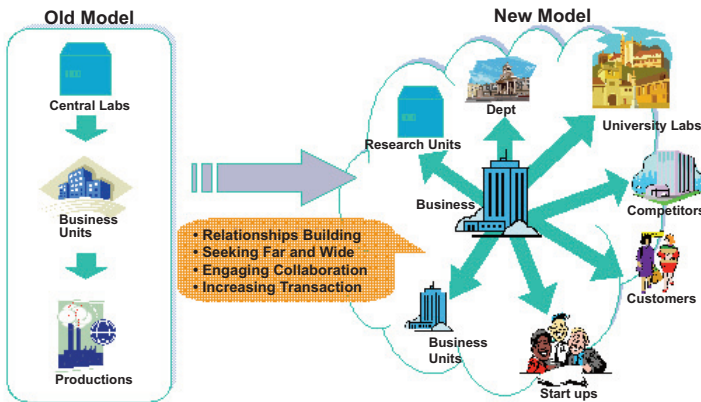 Old Model
Central Labs
Business
Units
Productions
New Model
Dept
University Labs
Research Units
Business
Competitors
• Relationships Building
• Seeking Far and Wide
• Engaging Collaboration
• Increasing Transaction
Customers
Business
Units
Start ups